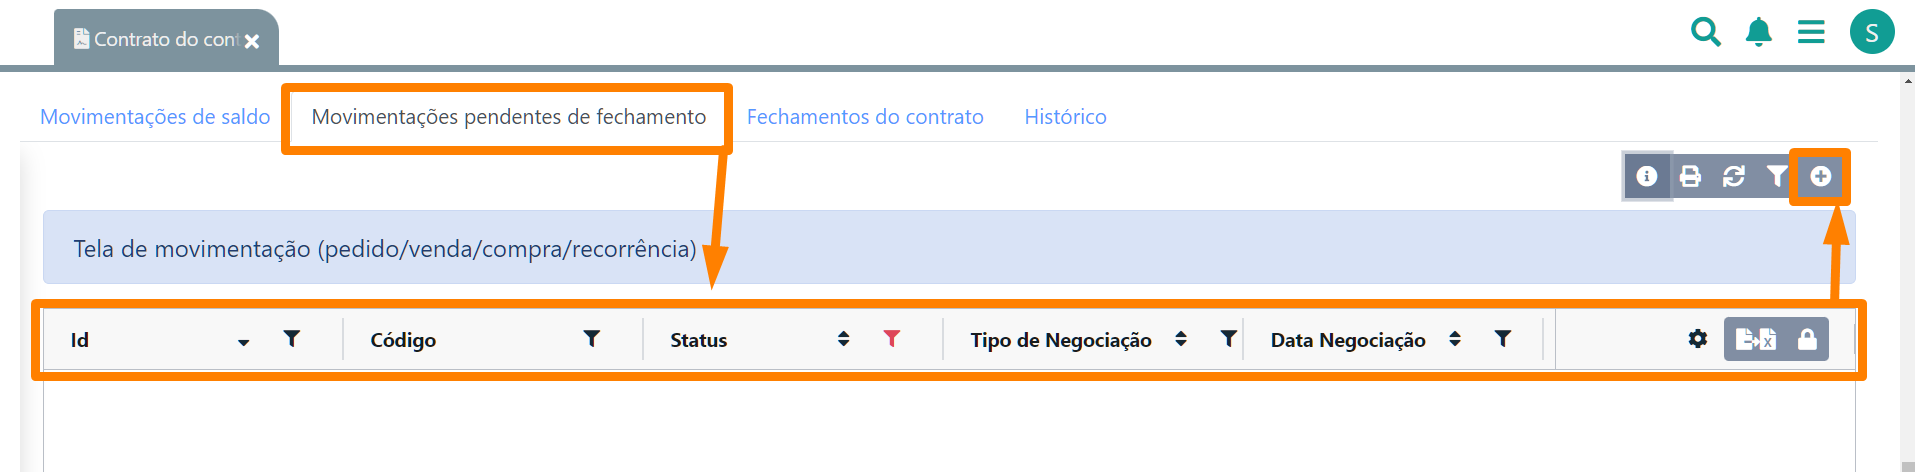 Contrato do cont
S
Movimentações de saldo
Movimentações pendentes de fechamento
Fechamentos do contrato
Histórico
Tela de movimentação (pedido/venda/compra/recorrência)
Id
Código
Status
Tipo de Negociação
Data Negociação